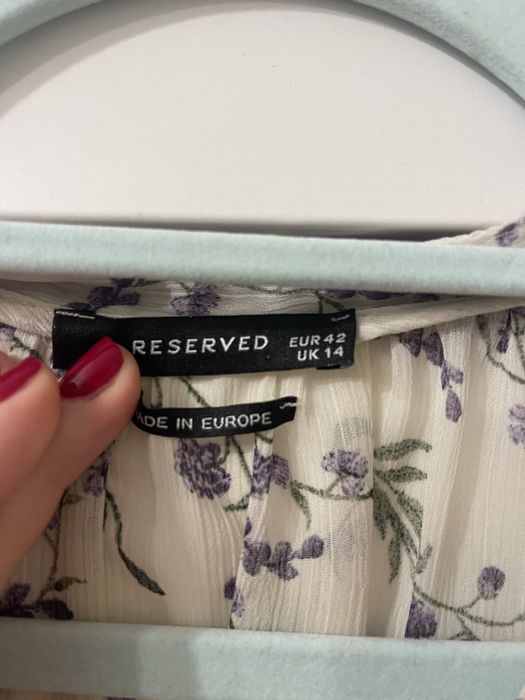 RESERVED
EUR 42
UK 14
IN EUROPE